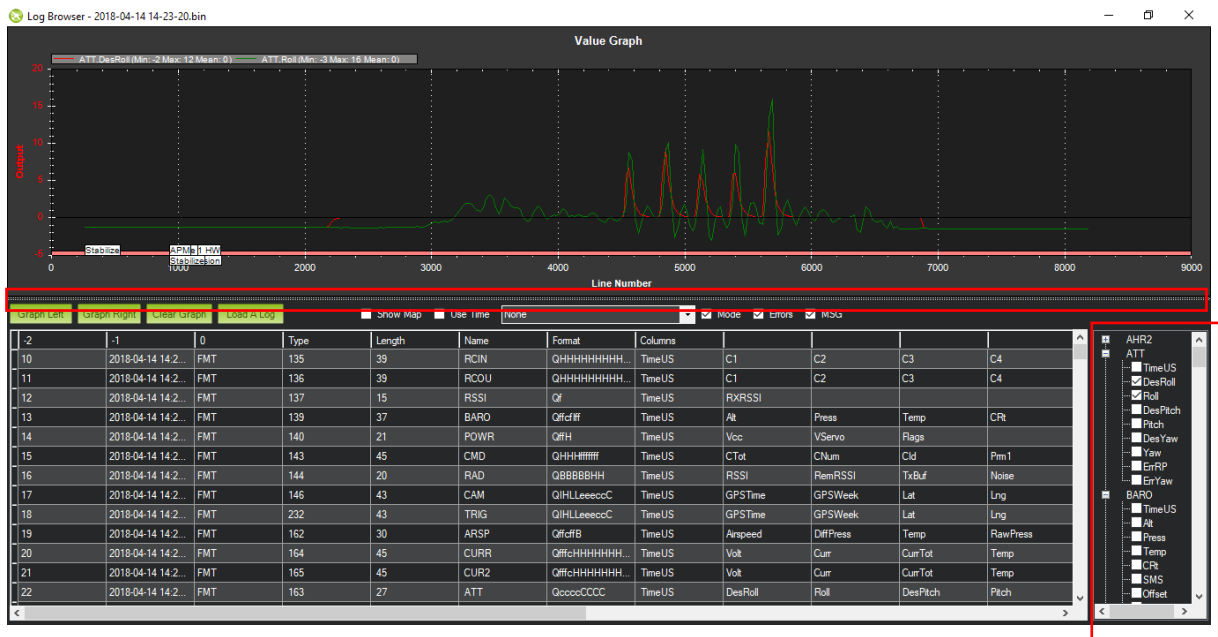 Log Browser - 2018-04-14 14-23-20.bin
Value Graph
ATT.DesRoll (Min: -2 Max: 12 Mean: 0) ATT.Roll (Min: -3 Max: 16 Mean: 0)
20
15
10
5
0
-5
Output
Stabilize APM HW
Stabilize sion
0 1000 2000 3000 4000 5000 6000 7000 8000 9000
Line Number
Graph Left Graph Right Clear Graph Load A Log Show Map Use Time None Mode Errors MSG
-2 -1 0 Type Length Name Format Columns
10 2018-04-14 14:2... FMT 135 39 RCIN QHHHHHHHHH... TimeUS C1 C2 C3 C4
11 2018-04-14 14:2... FMT 136 39 RCOU QHHHHHHHHH... TimeUS C1 C2 C3 C4
12 2018-04-14 14:2... FMT 137 15 RSSI Qf TimeUS RXRSSI
13 2018-04-14 14:2... FMT 139 37 BARO QffcfIff TimeUS Alt Press Temp CRt
14 2018-04-14 14:2... FMT 140 21 POWR QffH TimeUS Vcc VServo Flags
15 2018-04-14 14:2... FMT 143 45 CMD QHHHfffffff TimeUS CTot CNum CId Prm1
16 2018-04-14 14:2... FMT 144 20 RAD QBBBBBHH TimeUS RSSI RemRSSI TxBuf Noise
17 2018-04-14 14:2... FMT 146 43 CAM QIHLLeeeccC TimeUS GPSTime GPSWeek Lat Lng
18 2018-04-14 14:2... FMT 232 43 TRIG QIHLLeeeccC TimeUS GPSTime GPSWeek Lat Lng
19 2018-04-14 14:2... FMT 162 30 ARSP QffcffB TimeUS Airspeed DiffPress Temp RawPress
20 2018-04-14 14:2... FMT 164 45 CURR QfffcHHHHHHH... TimeUS Volt Curr CurrTot Temp
21 2018-04-14 14:2... FMT 165 45 CUR2 QfffcHHHHHHH... TimeUS Volt Curr CurrTot Temp
22 2018-04-14 14:2... FMT 163 27 ATT QccccCCCC TimeUS DesRoll Roll DesPitch Pitch
AHR2
ATT
TimeUS
DesRoll
Roll
DesPitch
Pitch
DesYaw
Yaw
ErrRP
ErrYaw
BARO
TimeUS
Alt
Press
Temp
CRt
SMS
Offset